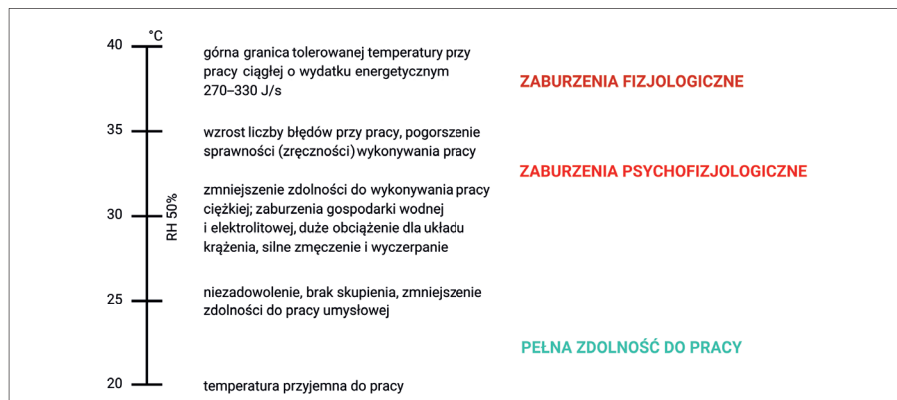 °C
40
górna granica tolerowanej temperatury przy
pracy ciągłej o wydatku energetycznym
270–330 J/s
ZABURZENIA FIZJOLOGICZNE
35
wzrost liczby błędów przy pracy, pogorszenie
sprawności (zręczności) wykonywania pracy
ZABURZENIA PSYCHOFIZJOLOGICZNE
zmniejszenie zdolności do wykonywania pracy
ciężkiej; zaburzenia gospodarki wodnej
i elektrolitowej, duże obciążenie dla układu
krążenia, silne zmęczenie i wyczerpanie
30
RH 50%
25
niezadowolenie, brak skupienia, zmniejszenie
zdolności do pracy umysłowej
PEŁNA ZDOLNOŚĆ DO PRACY
20
temperatura przyjemna do pracy